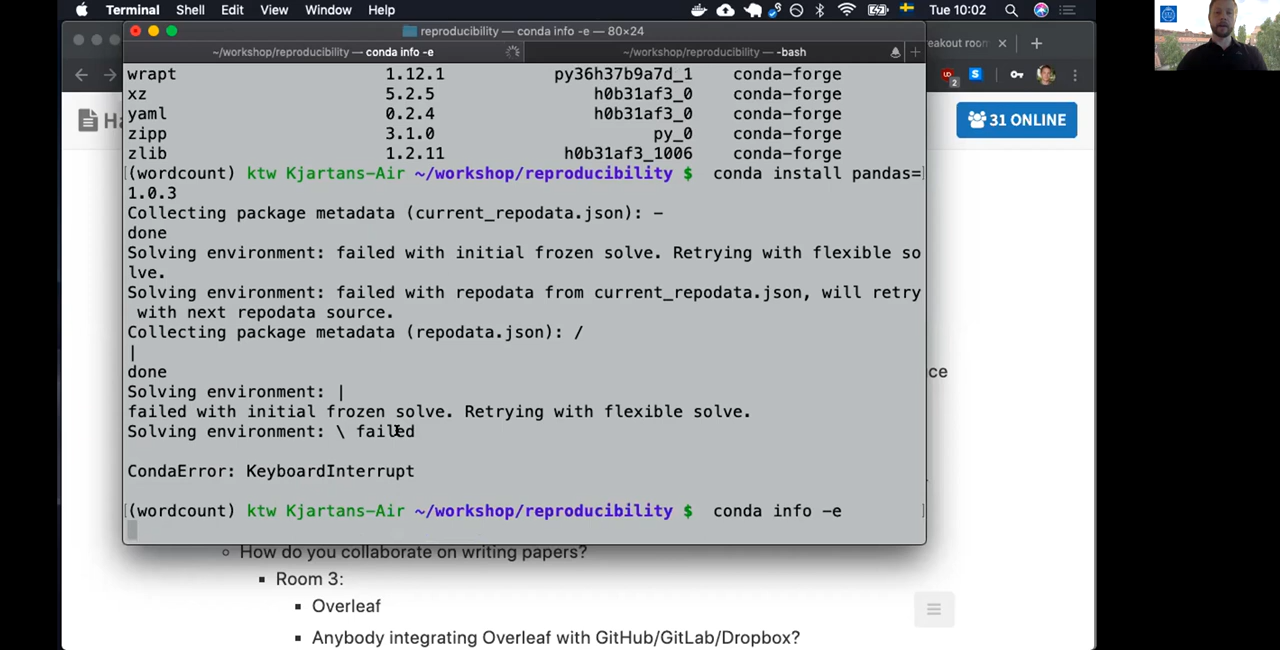 Terminal Shell Edit View Window Help Tue 10:02
reproducibility — conda info -e — 80×24
~/workshop/reproducibility — conda info -e ~/workshop/reproducibility — -bash
eakout room
wrapt 1.12.1 py36h37b9a7d_1 conda-forge
xz 5.2.5 h0b31af3_0 conda-forge
yaml 0.2.4 h0b31af3_0 conda-forge
zipp 3.1.0 py_0 conda-forge
zlib 1.2.11 h0b31af3_1006 conda-forge
31 ONLINE
Ha
[(wordcount) ktw Kjartans-Air ~/workshop/reproducibility $ conda install pandas=]
1.0.3
Collecting package metadata (current_repodata.json): -
done
Solving environment: failed with initial frozen solve. Retrying with flexible so
lve.
Solving environment: failed with repodata from current_repodata.json, will retry
with next repodata source.
Collecting package metadata (repodata.json): /
|
done
ce
Solving environment: |
failed with initial frozen solve. Retrying with flexible solve.
Solving environment: \ failed
CondaError: KeyboardInterrupt
[(wordcount) ktw Kjartans-Air ~/workshop/reproducibility $ conda info -e ]
How do you collaborate on writing papers?
Room 3:
Overleaf
Anybody integrating Overleaf with GitHub/GitLab/Dropbox?